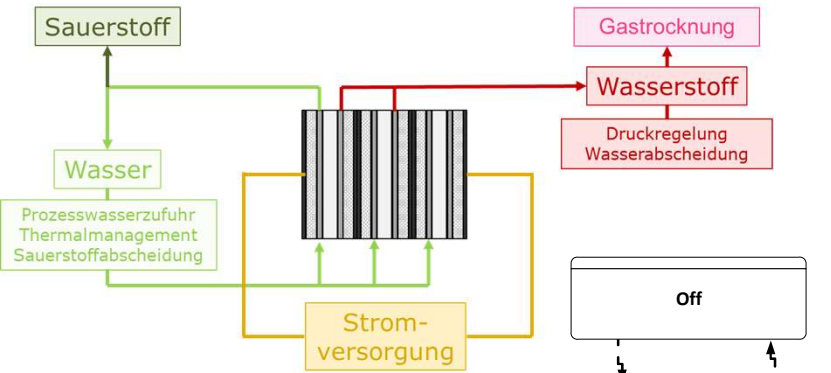 Sauerstoff
Gastrocknung
Wasserstoff
Druckregelung
Wasserabscheidung
Wasser
Prozesswasserzufuhr
Thermalmanagement
Sauerstoffabscheidung
Strom-
versorgung
Off